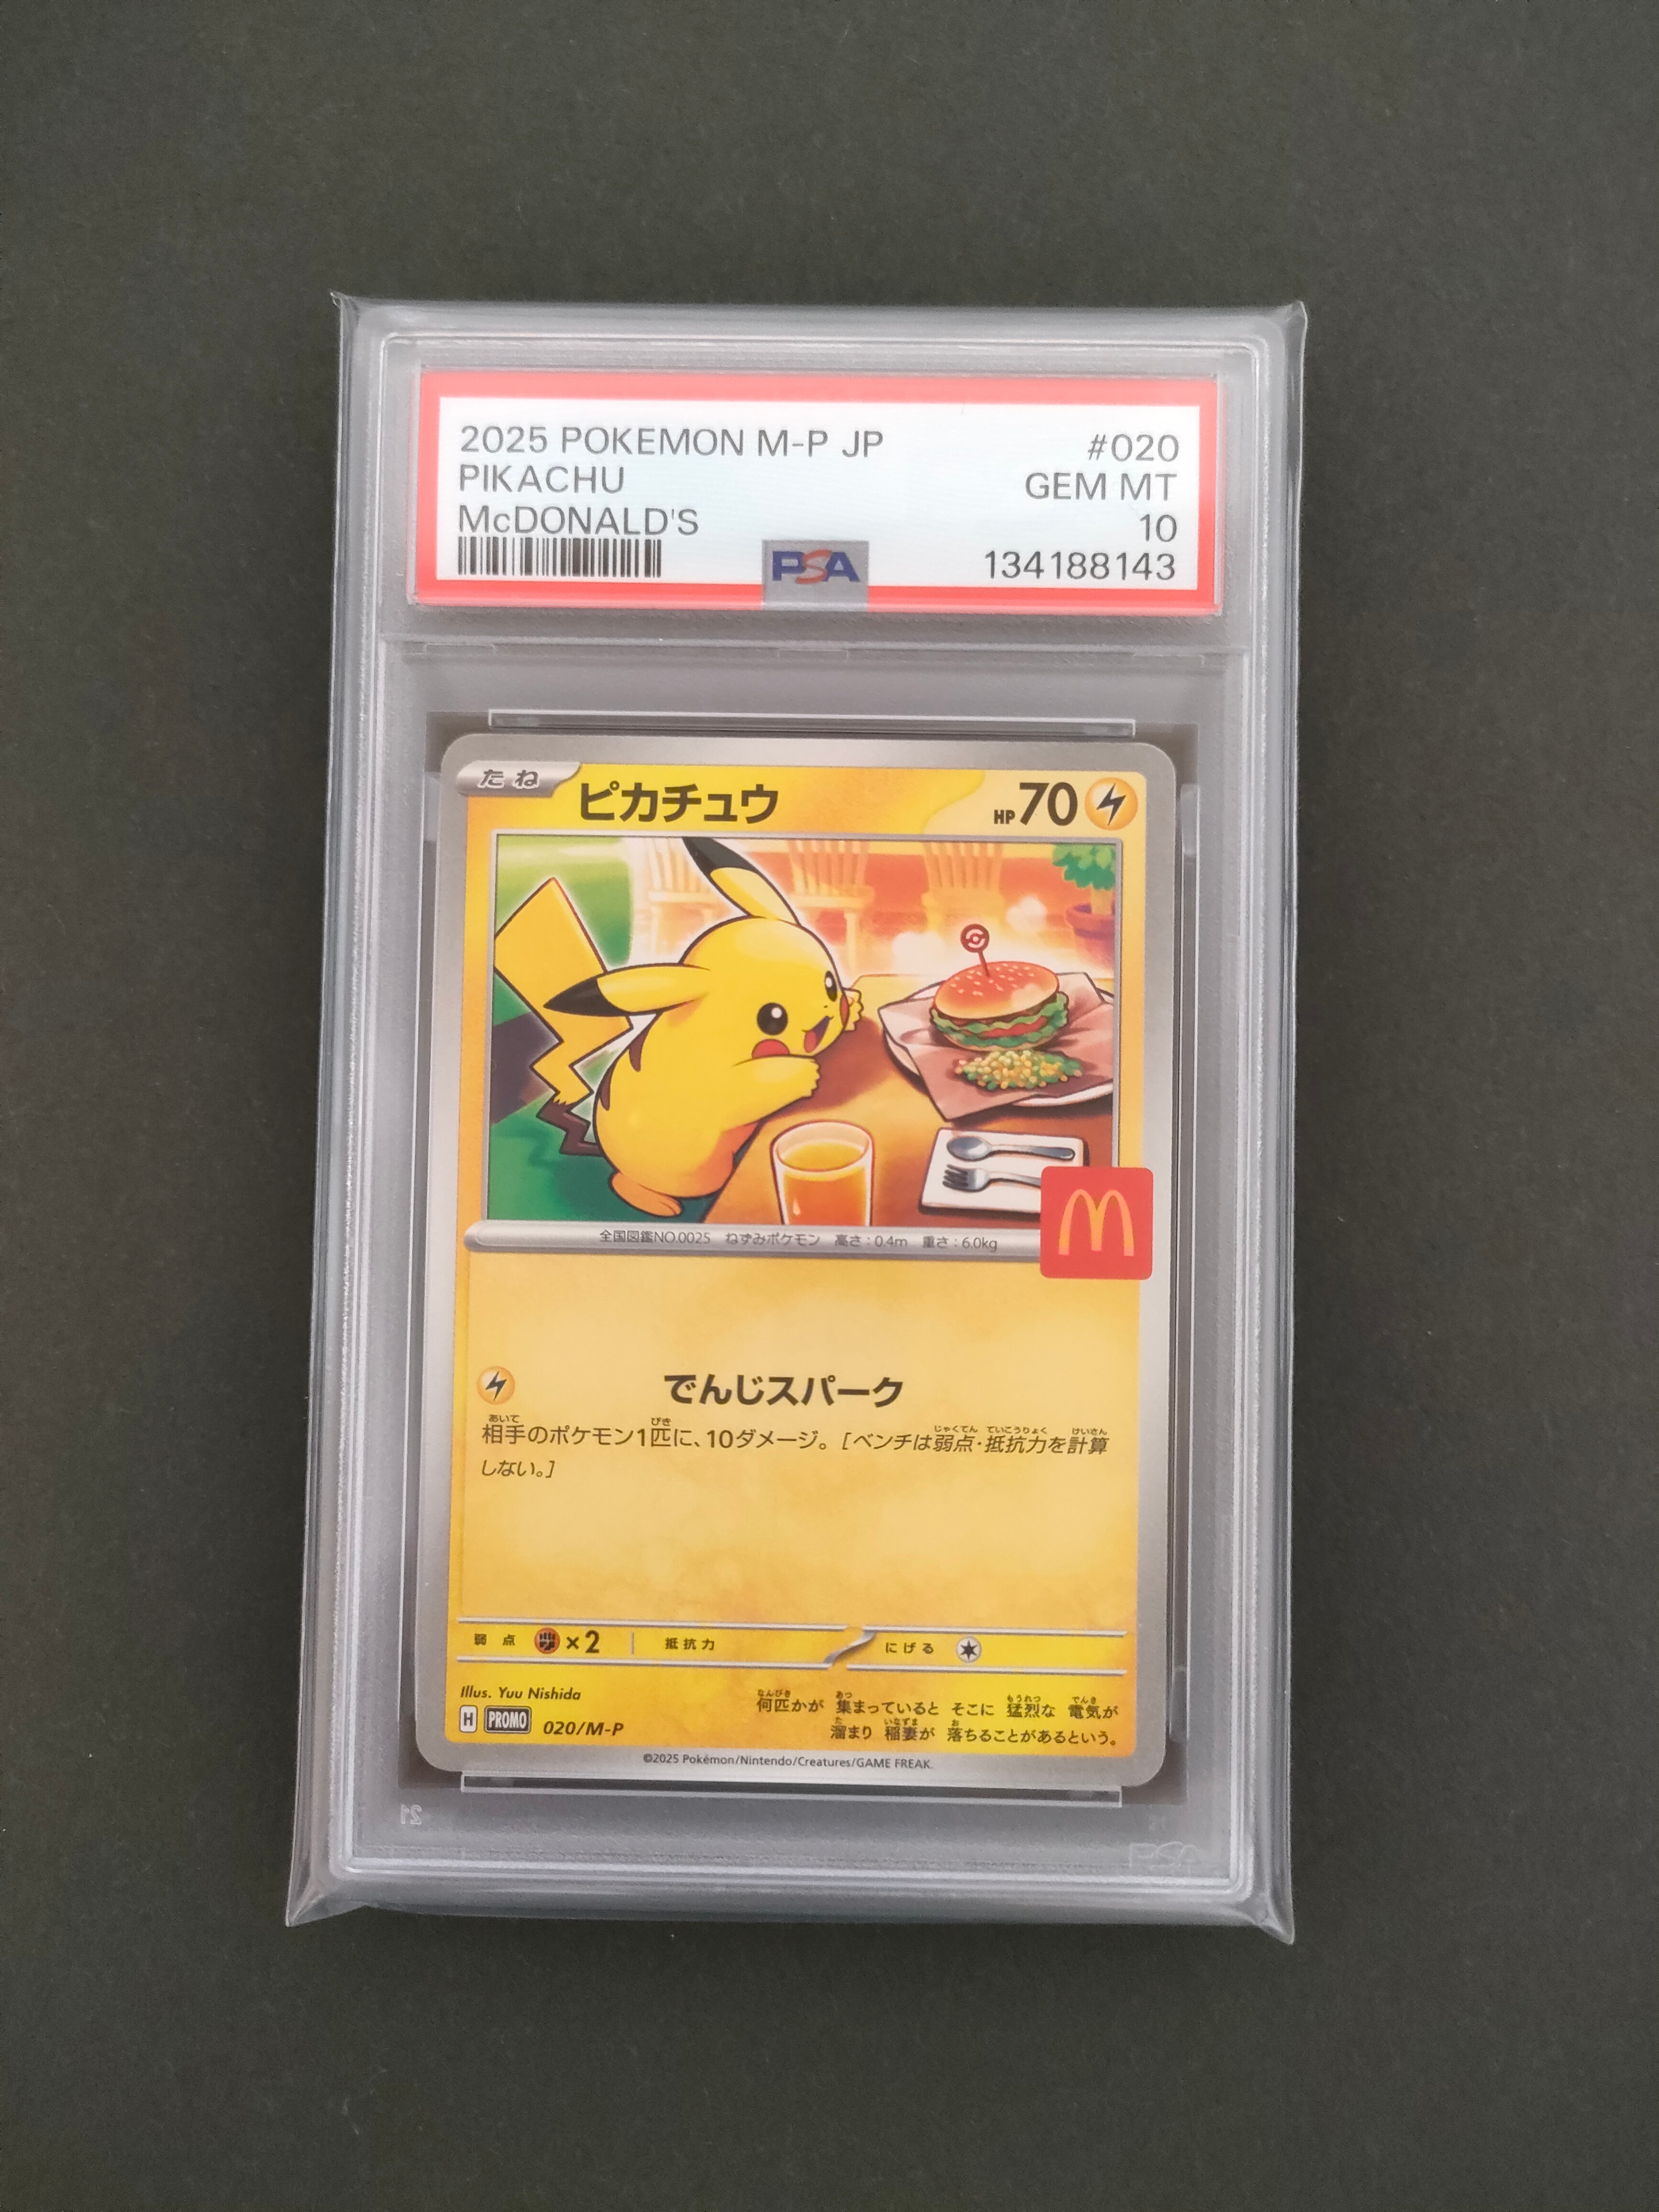 2025 POKEMON M-P JP #020
PIKACHU GEM MT
McDONALD'S 10
PSA 134188143
たね ピカチュウ HP70
全国図鑑NO.0025 ねずみポケモン 高さ:0.4m 重さ:6.0kg
でんじスパーク
相手のポケモン1匹に、10ダメージ。[ベンチは弱点・抵抗力を計算
しない。]
弱点 ×2 抵抗力 にげる
Illus. Yuu Nishida
H PROMO 020/M-P
何匹かが 集まっていると そこに 猛烈な 電気が
溜まり 稲妻が 落ちることがあるという。
©2025 Pokémon/Nintendo/Creatures/GAME FREAK.
PSA